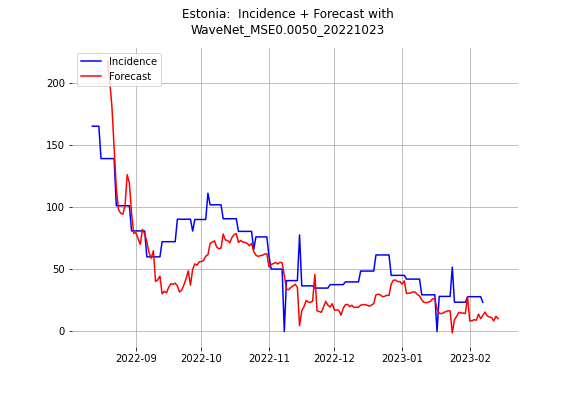 Estonia:  Incidence + Forecast with
WaveNet_MSE0.0050_20221023
Incidence
Forecast
200
150
100
50
0
2022-09 2022-10 2022-11 2022-12 2023-01 2023-02